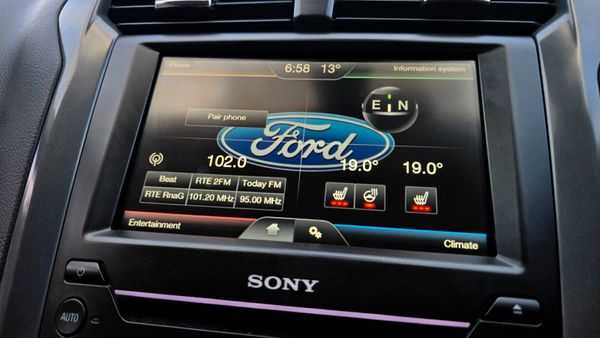 Phone
6:58 13°
Information system
E N
Pair phone
Ford
102.0
19.0°
19.0°
Beat
RTE 2FM
Today FM
RTE RnaG
101.20 MHz
95.00 MHz
Entertainment
Climate
SONY
AUTO